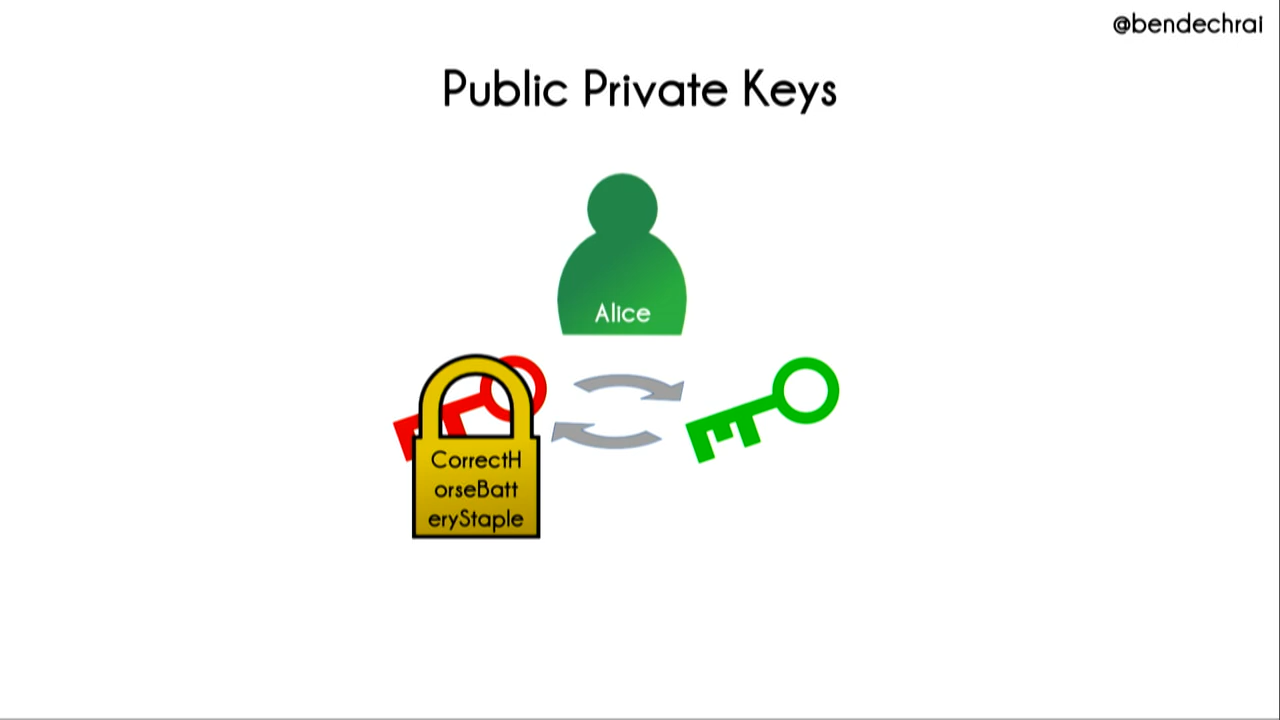 @bendechrai
Public Private Keys
Alice
CorrectH
orseBatt
eryStaple